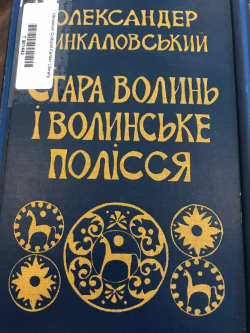 ОЛЕКСАНДЕР
ИНКАЛОВСЬКИЙ
СТАРА ВОЛИНЬ
І ВОЛИНСЬКЕ
ПОЛІССЯ